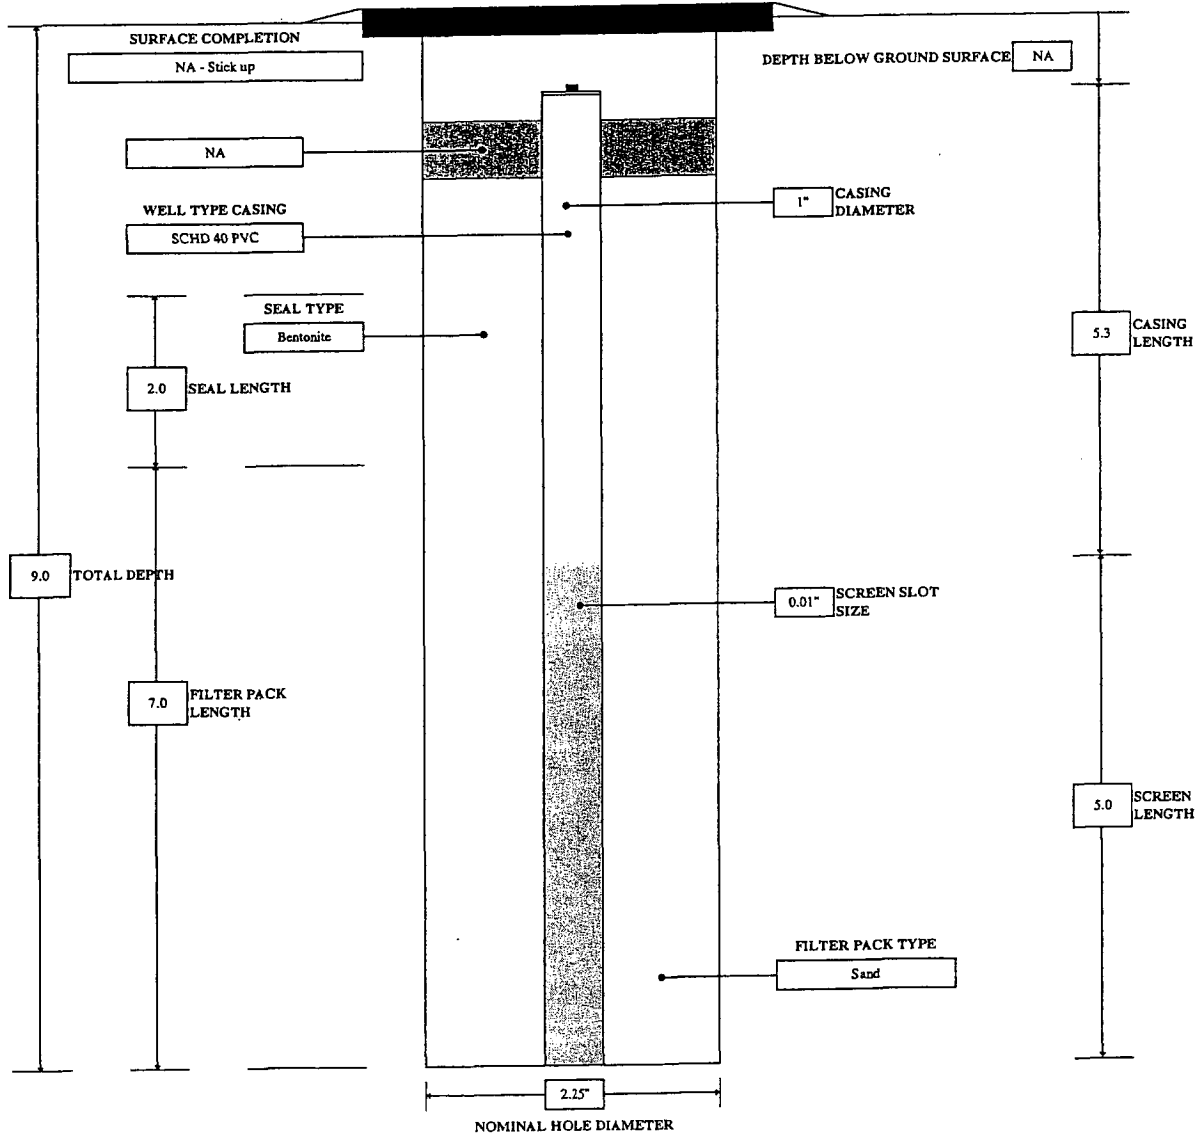 SURFACE COMPLETION
NA - Stick up
DEPTH BELOW GROUND SURFACE
NA
NA
WELL TYPE CASING
SCHD 40 PVC
1"
CASING
DIAMETER
SEAL TYPE
Bentonite
5.3
CASING
LENGTH
2.0
SEAL LENGTH
9.0
TOTAL DEPTH
0.01"
SCREEN SLOT
SIZE
7.0
FILTER PACK
LENGTH
5.0
SCREEN
LENGTH
FILTER PACK TYPE
Sand
2.25"
NOMINAL HOLE DIAMETER